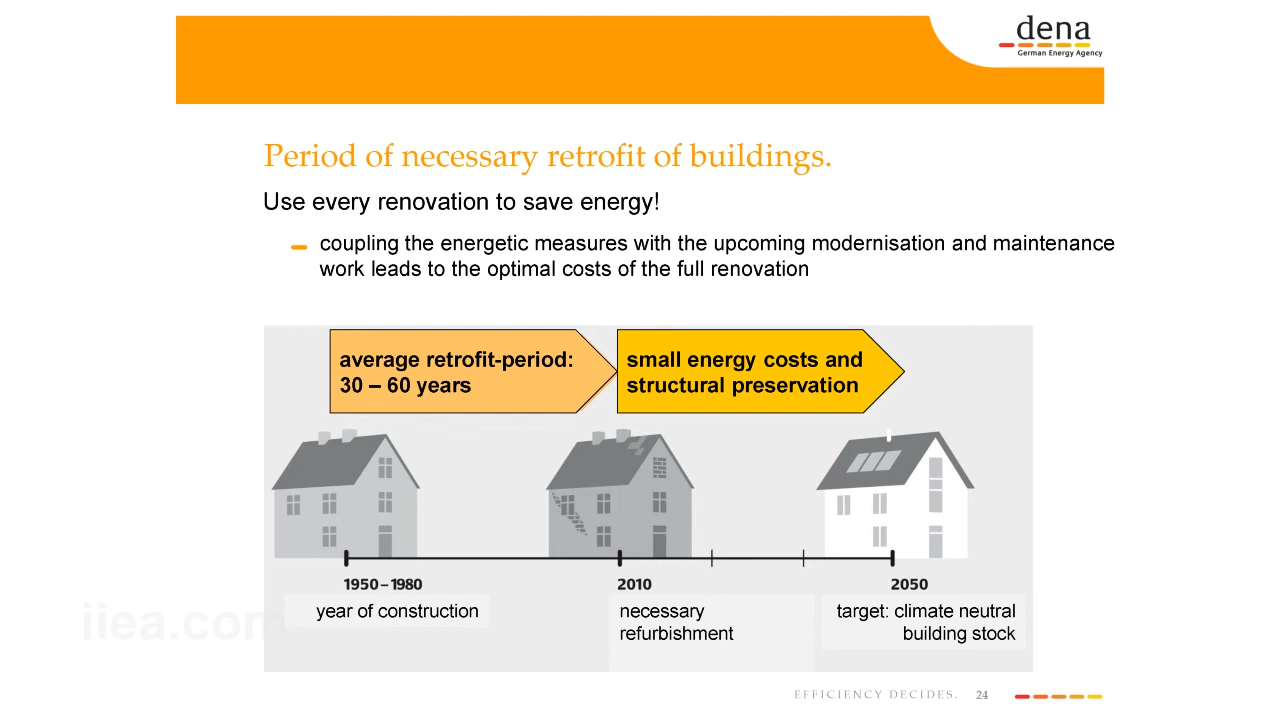 dena
German Energy Agency
Period of necessary retrofit of buildings.
Use every renovation to save energy!
coupling the energetic measures with the upcoming modernisation and maintenance
work leads to the optimal costs of the full renovation
average retrofit-period:
30 – 60 years
small energy costs and
structural preservation
1950–1980
2010
2050
year of construction
necessary
refurbishment
target: climate neutral
building stock
iiea.com
EFFICIENCY DECIDES. 24